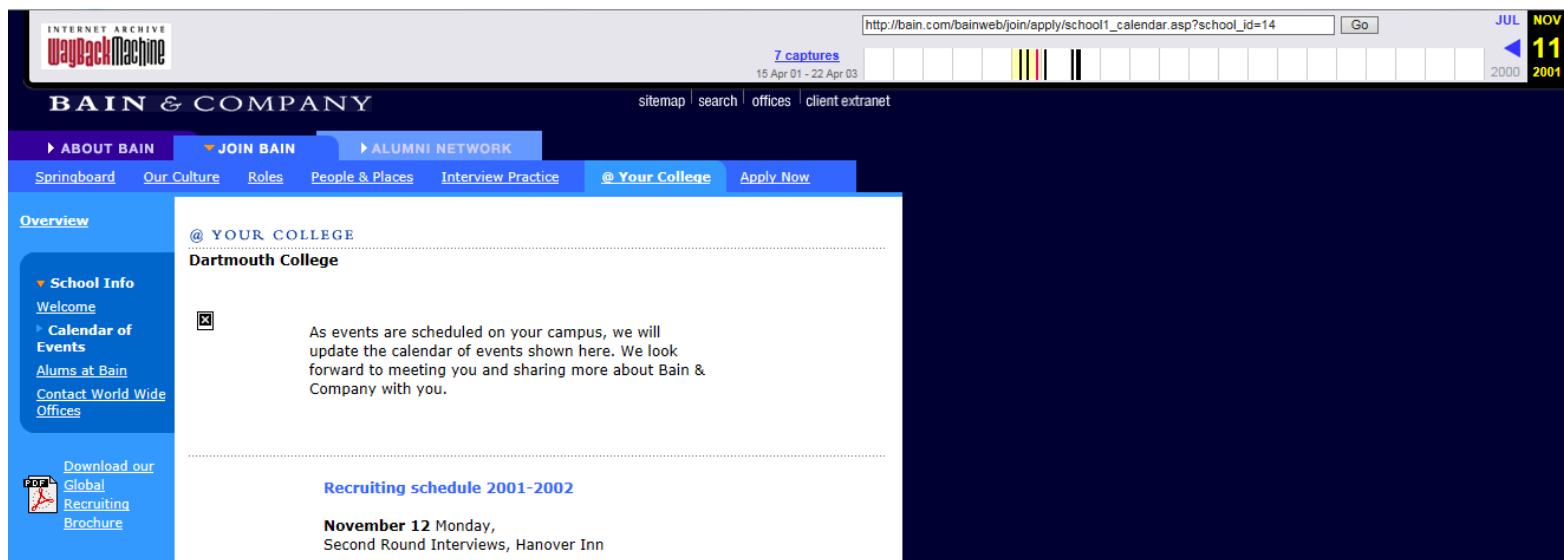 INTERNET ARCHIVE
WayBackMachine
http://bain.com/bainweb/join/apply/school1_calendar.asp?school_id=14
Go
7 captures
15 Apr 01 - 22 Apr 03
JUL NOV
11
2000 2001
BAIN & COMPANY
sitemap search offices client extranet
ABOUT BAIN JOIN BAIN ALUMNI NETWORK
Springboard Our Culture Roles People & Places Interview Practice @ Your College Apply Now
Overview
School Info
Welcome
Calendar of
Events
Alums at Bain
Contact World Wide
Offices
PDF
Download our
Global
Recruiting
Brochure
@ YOUR COLLEGE
Dartmouth College
As events are scheduled on your campus, we will
update the calendar of events shown here. We look
forward to meeting you and sharing more about Bain &
Company with you.
Recruiting schedule 2001-2002
November 12 Monday,
Second Round Interviews, Hanover Inn